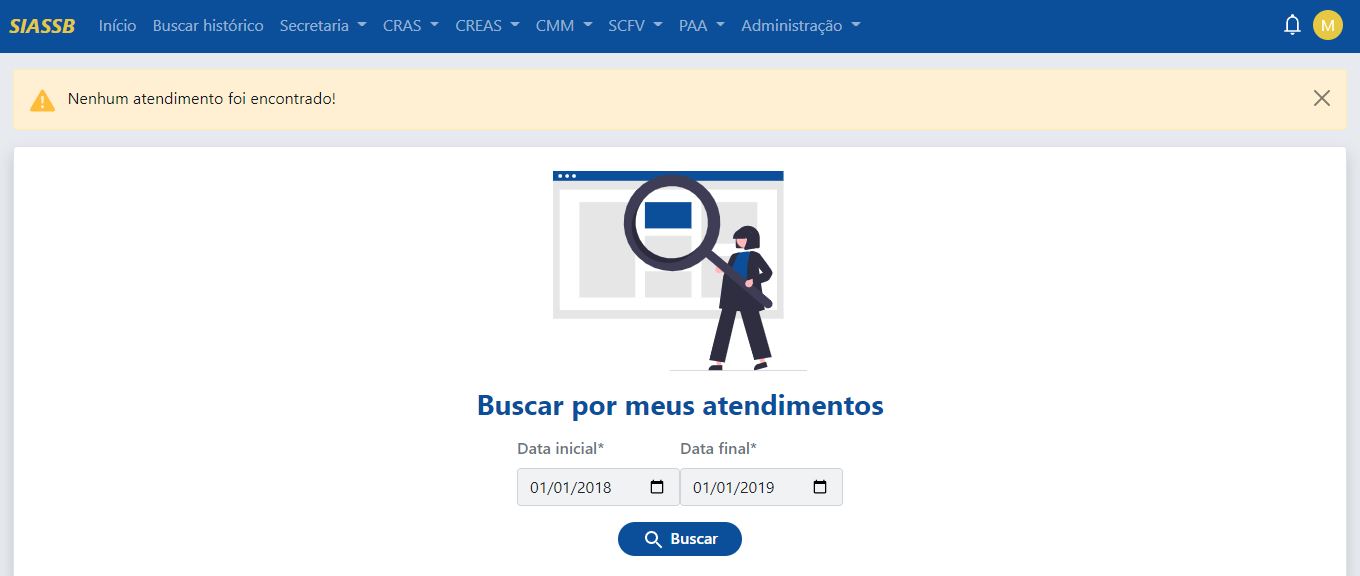 SIASSB Início Buscar histórico Secretaria CRAS CREAS CMM SCFV PAA Administração M
Nenhum atendimento foi encontrado!
Buscar por meus atendimentos
Data inicial* Data final*
01/01/2018 01/01/2019
Buscar